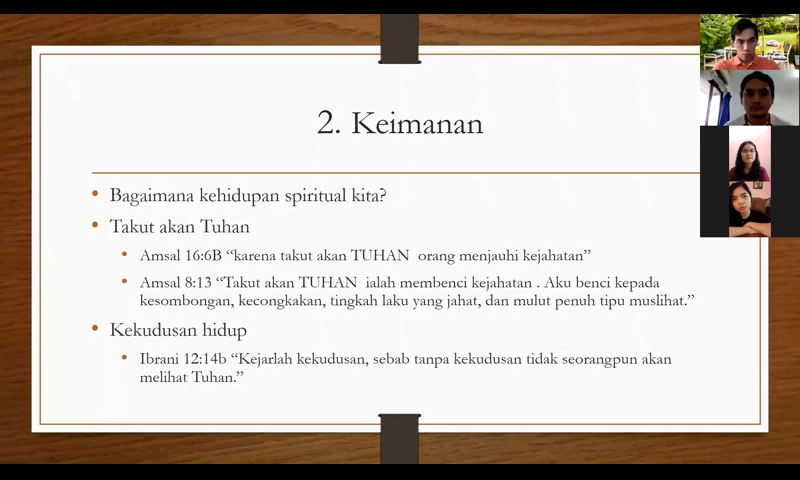 2. Keimanan
Bagaimana kehidupan spiritual kita?
Takut akan Tuhan
Amsal 16:6B “karena takut akan TUHAN orang menjauhi kejahatan”
Amsal 8:13 “Takut akan TUHAN ialah membenci kejahatan . Aku benci kepada
kesombongan, kecongkakan, tingkah laku yang jahat, dan mulut penuh tipu muslihat.”
Kekudusan hidup
Ibrani 12:14b “Kejarlah kekudusan, sebab tanpa kekudusan tidak seorangpun akan
melihat Tuhan.”